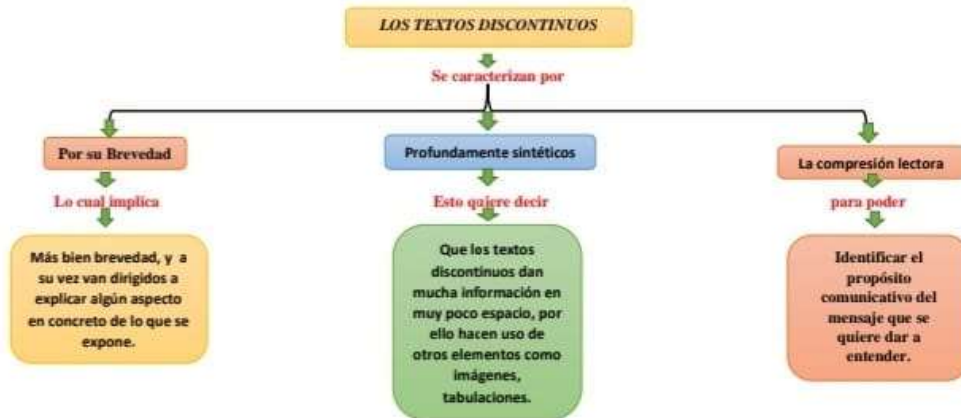 LOS TEXTOS DISCONTINUOS
Se caracterizan por
Por su Brevedad
Profundamente sintéticos
La compresión lectora
Lo cual implica
Esto quiere decir
para poder
Más bien brevedad, y a
su vez van dirigidos a
explicar algún aspecto
en concreto de lo que se
expone.
Que los textos
discontinuos dan
mucha información en
muy poco espacio, por
ello hacen uso de
otros elementos como
imágenes,
tabulaciones.
Identificar el
propósito
comunicativo del
mensaje que se
quiere dar a
entender.